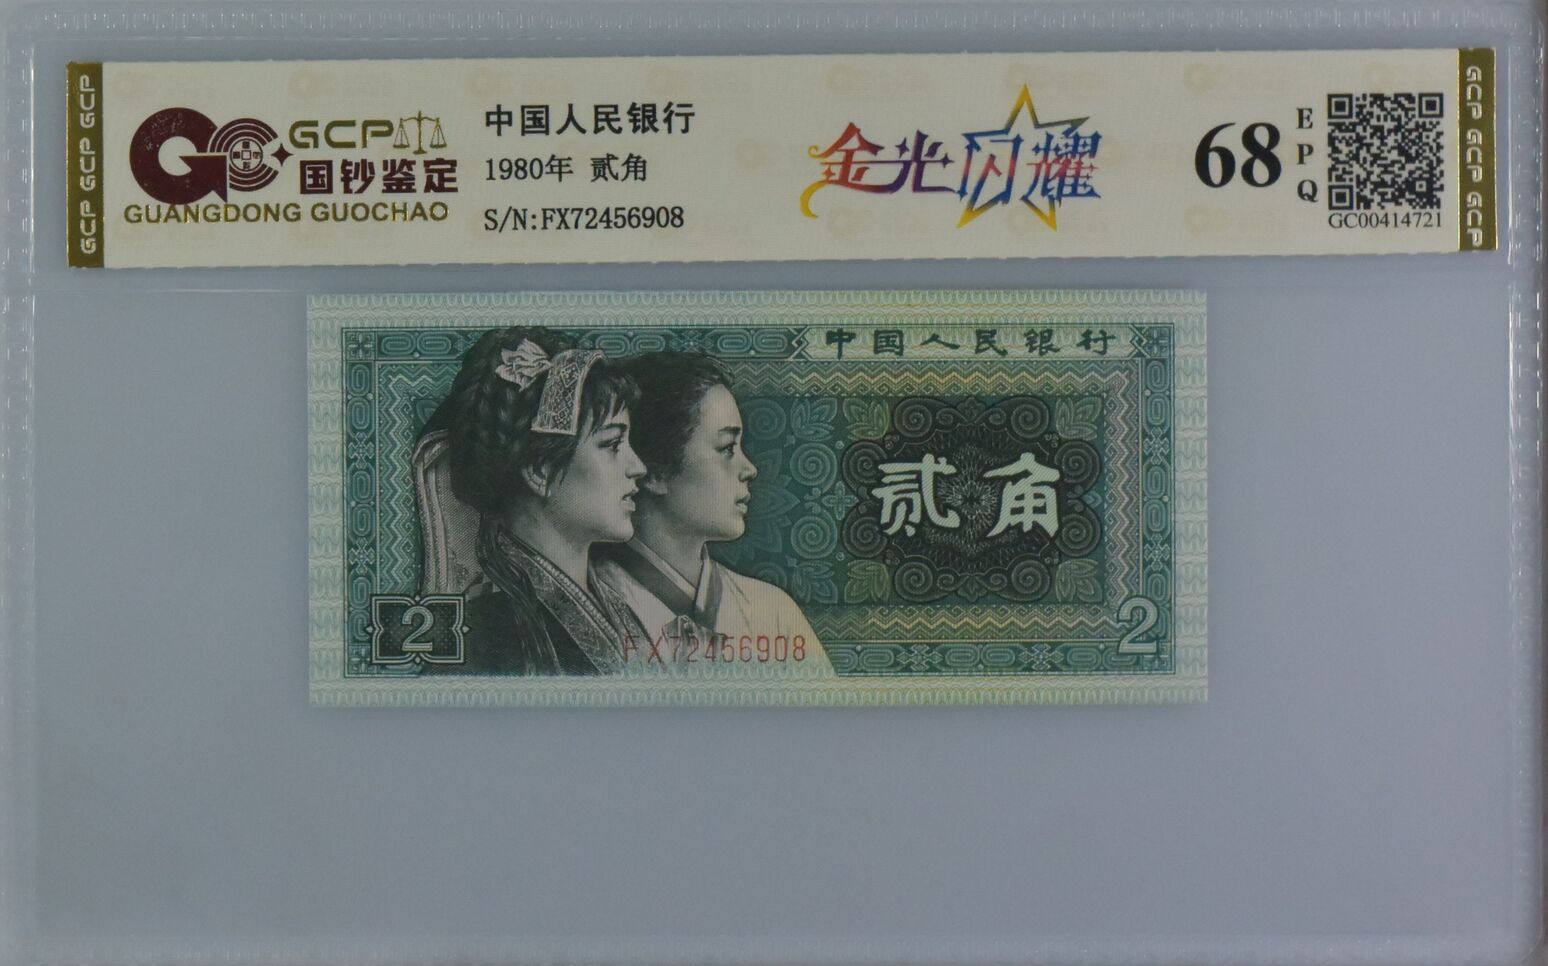 GCP GCP GCP
GCP
国钞鉴定
GUANGDONG GUOCHAO
中国人民银行
1980年 贰角
S/N:FX72456908
金光闪耀
68
EPQ
GC00414721
GCP GCP GCP
中国人民银行
贰角
2
2
FX72456908